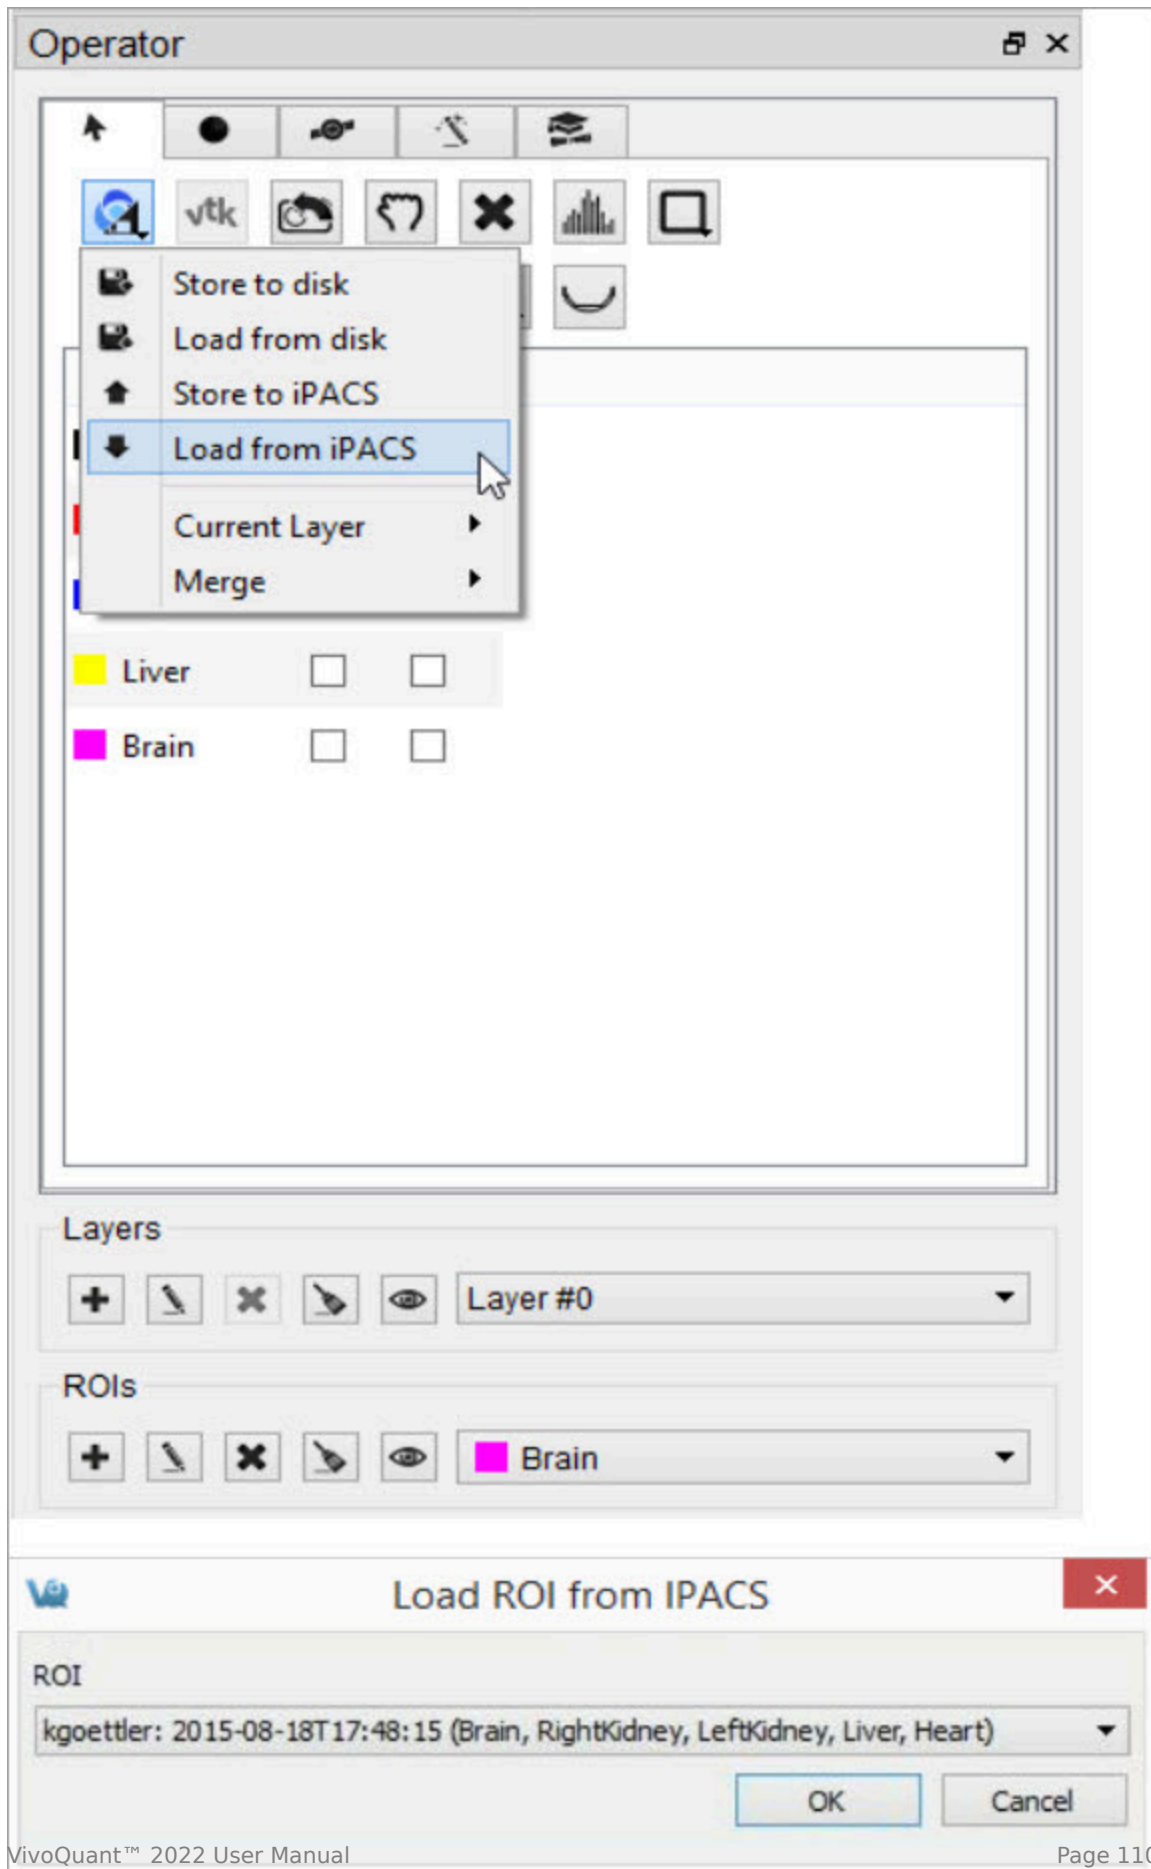 Operator
vtk
Store to disk
Load from disk
Store to iPACS
Load from iPACS
Current Layer
Merge
Liver
Brain
Layers
Layer #0
ROIs
Brain
Load ROI from IPACS
ROI
kgoettler: 2015-08-18T17:48:15 (Brain, RightKidney, LeftKidney, Liver, Heart)
OK Cancel
VivoQuant™ 2022 User Manual Page 110